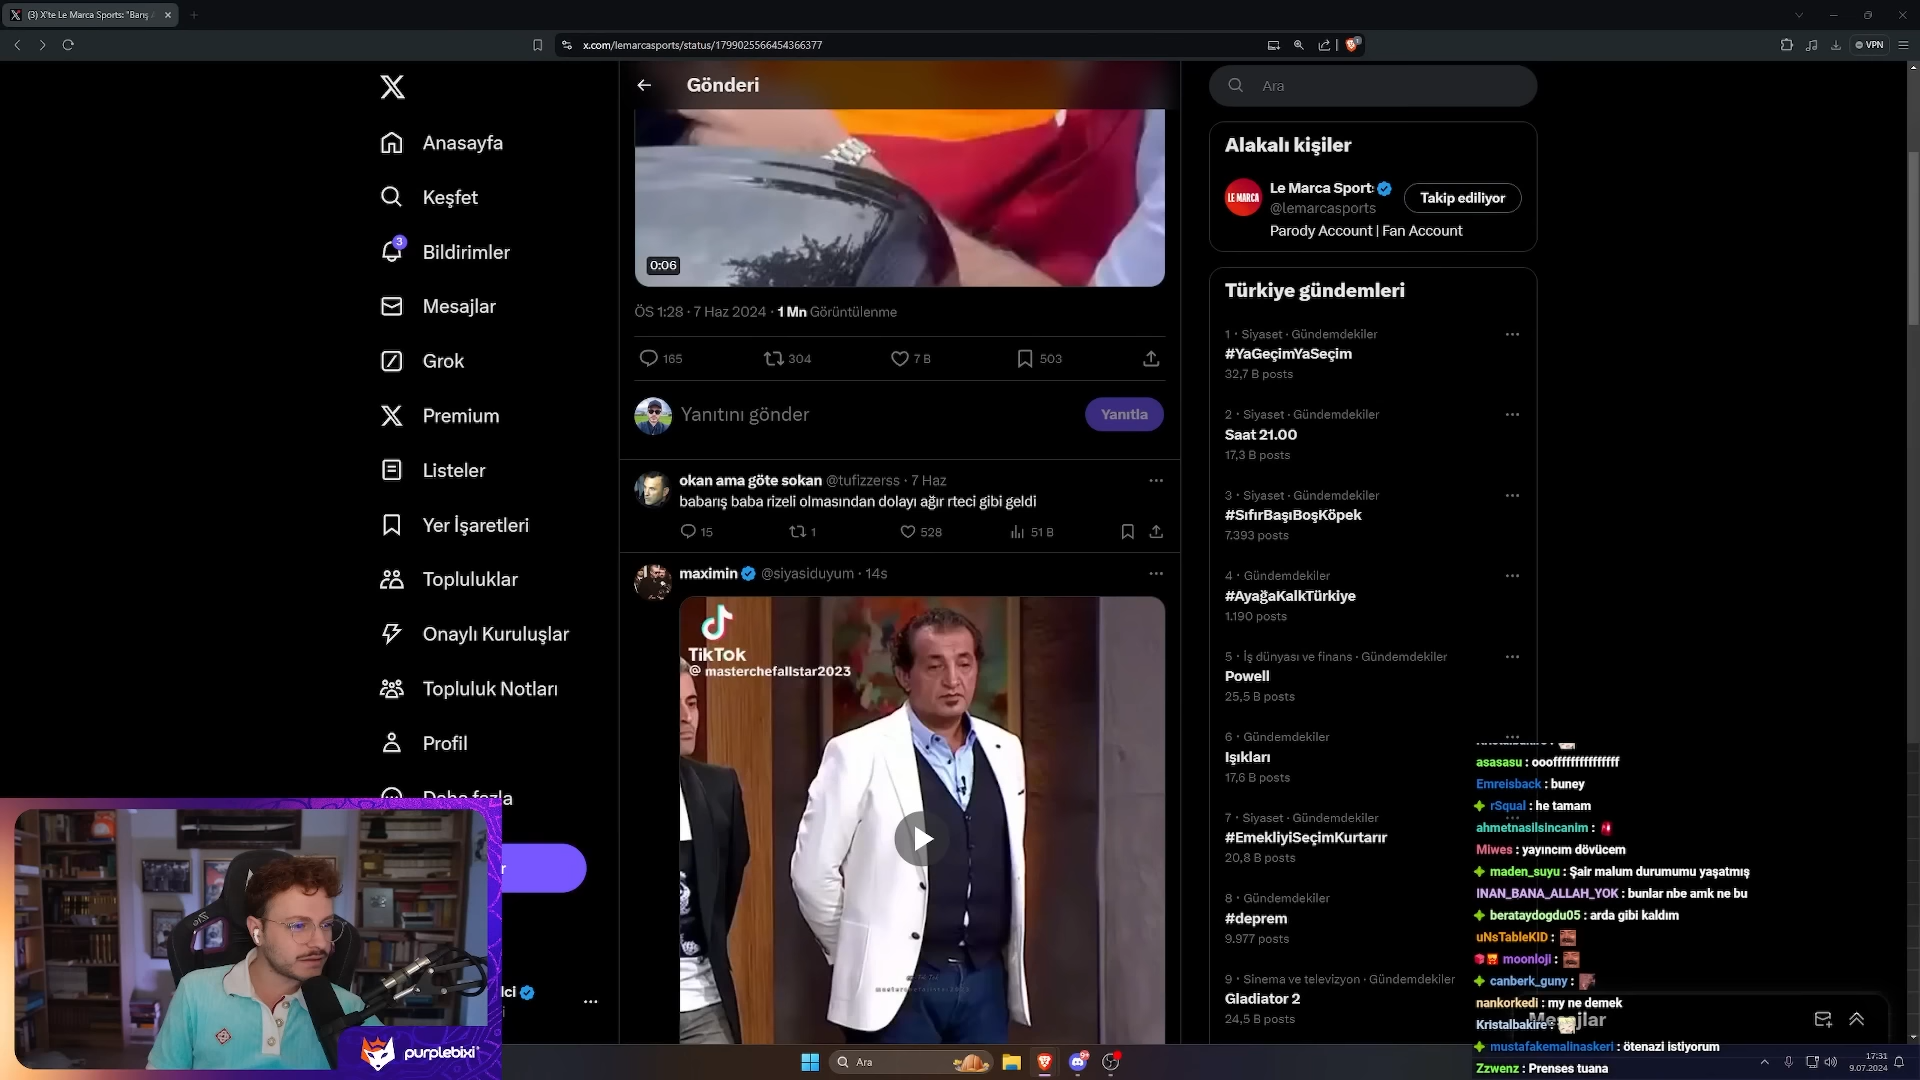 (3) X'te Le Marca Sports: "Barış
x.com/lemarcasports/status/1799025566454366377
VPN
Gönderi
Anasayfa
Keşfet
3
Bildirimler
Mesajlar
Grok
Premium
Listeler
Yer İşaretleri
Topluluklar
Onaylı Kuruluşlar
Topluluk Notları
Profil
Daha fazla
0:06
ÖS 1:28 · 7 Haz 2024 · 1 Mn Görüntülenme
165 304 7 B 503
Yanıtını gönder
Yanıtla
okan ama göte sokan @tufizzerss · 7 Haz
babarış baba rizeli olmasından dolayı ağır rteci gibi geldi
15 1 528 51 B
maximin @siyasiduyum · 14s
TikTok
@ masterchefallstar2023
Ara
Alakalı kişiler
LE MARCA
Le Marca Sport
@lemarcasports
Takip ediliyor
Parody Account | Fan Account
Türkiye gündemleri
1 · Siyaset · Gündemdekiler
#YaGeçimYaSeçim
32,7 B posts
2 · Siyaset · Gündemdekiler
Saat 21.00
17,3 B posts
3 · Siyaset · Gündemdekiler
#SıfırBaşıBoşKöpek
7.393 posts
4 · Gündemdekiler
#AyağaKalkTürkiye
1.190 posts
5 · İş dünyası ve finans · Gündemdekiler
Powell
25,5 B posts
6 · Gündemdekiler
Işıkları
17,6 B posts
7 · Siyaset · Gündemdekiler
#EmekliyiSeçimKurtarır
20,8 B posts
8 · Gündemdekiler
#deprem
9.977 posts
9 · Sinema ve televizyon · Gündemdekiler
Gladiator 2
24,5 B posts
asasasu : ooofffffffffffffff
Emreisback : buney
rSqual : he tamam
ahmetnasilsincanim :
Miwes : yayıncım dövücem
maden_suyu : Şair malum durumumu yaşatmış
INAN_BANA_ALLAH_YOK : bunlar nbe amk ne bu
berataydogdu05 : arda gibi kaldım
uNsTableKiD :
moonloji :
canberk_guny :
nankorkedi : my ne demek
Kristalbakire :
mustafakemalinaskeri : ötenazi istiyorum
Zzwenz : Prenses tuana
purplebixi
Ara
17:31
9.07.2024